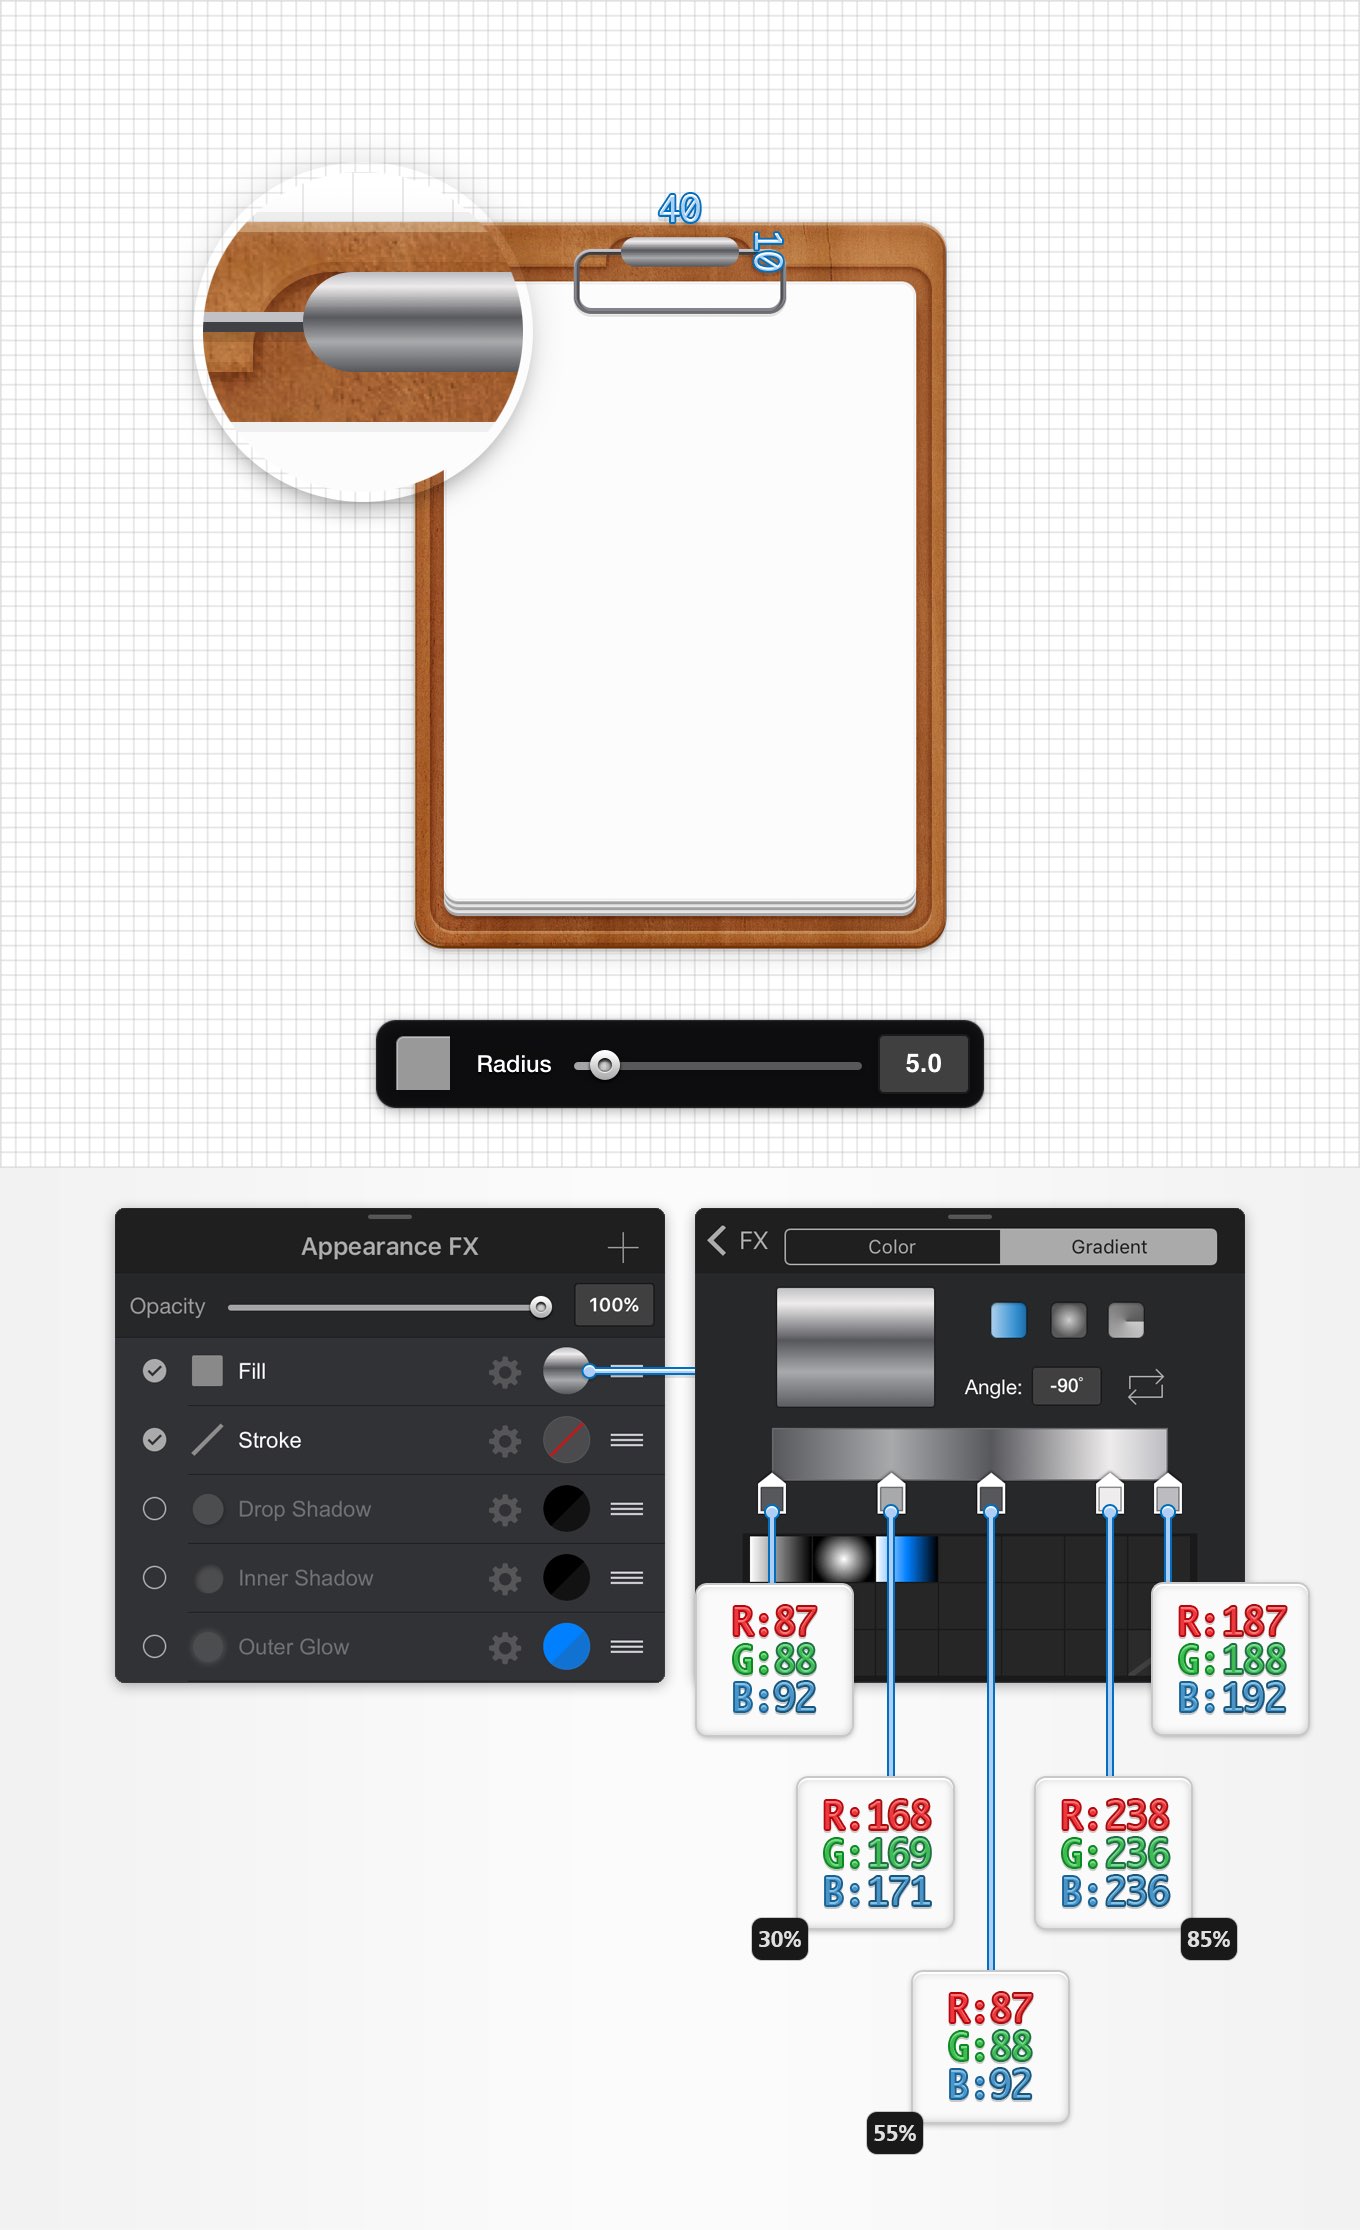 40
10
Radius
5.0
Appearance FX
Opacity
100%
Fill
Stroke
Drop Shadow
Inner Shadow
Outer Glow
FX
Color
Gradient
Angle:
-90°
R:87
G:88
B:92
R:187
G:188
B:192
R:168
G:169
B:171
30%
R:238
G:236
B:236
85%
R:87
G:88
B:92
55%